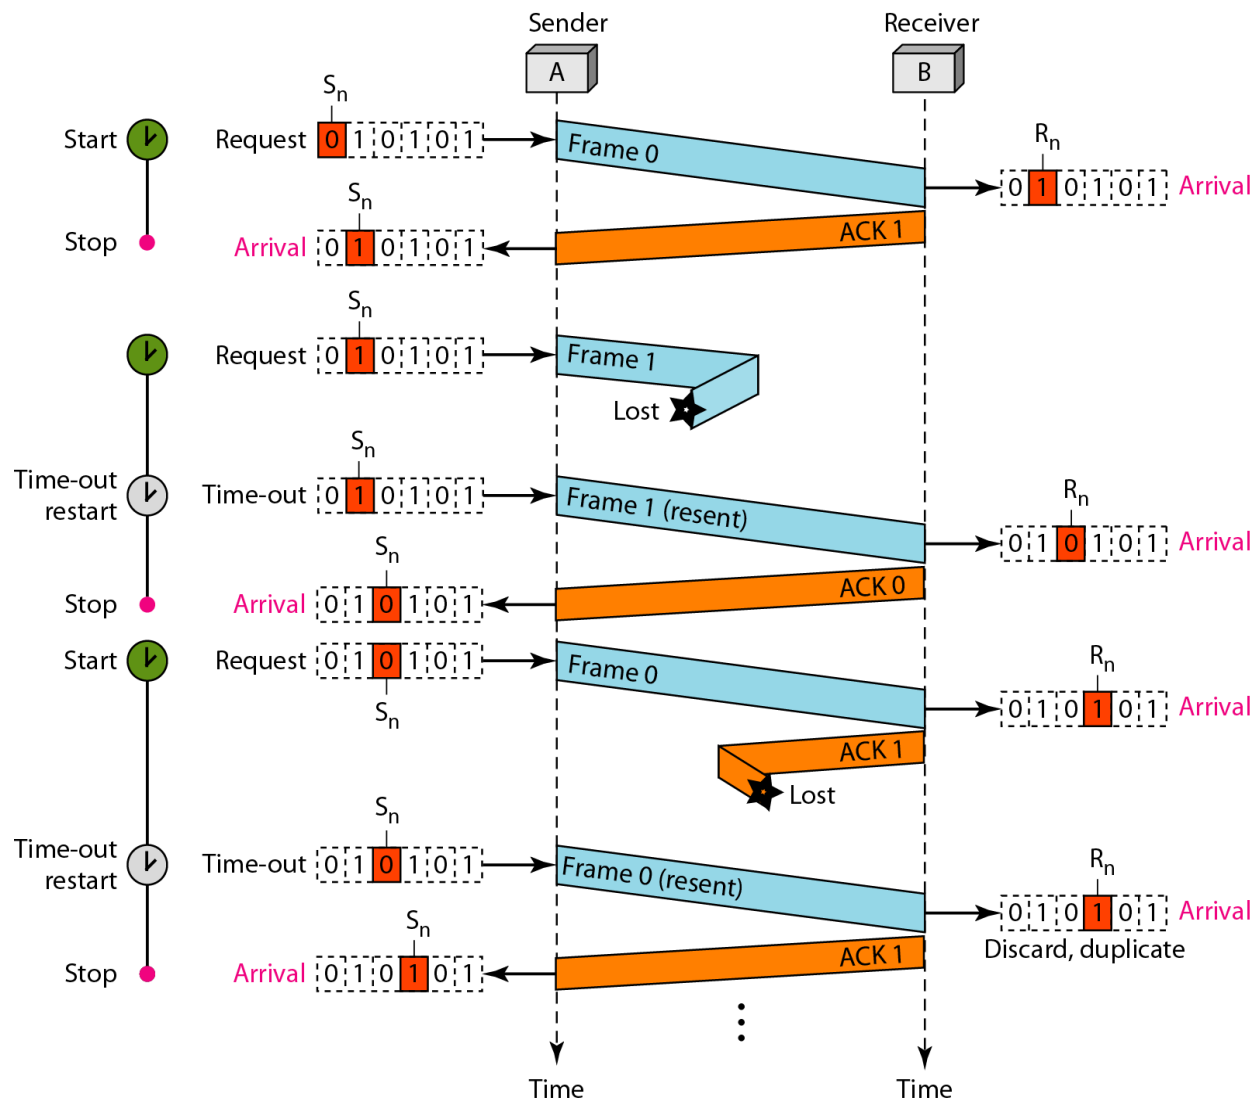 Sender
Receiver
A
B
Sn
Start
Request
0 1 0 1 0 1
Frame 0
Rn
0 1 0 1 0 1
Arrival
Sn
Stop
Arrival
0 1 0 1 0 1
ACK 1
Sn
Request
0 1 0 1 0 1
Frame 1
Lost
Sn
Time-out
restart
Time-out
0 1 0 1 0 1
Frame 1 (resent)
Rn
0 1 0 1 0 1
Arrival
Sn
Stop
Arrival
0 1 0 1 0 1
ACK 0
Start
Request
0 1 0 1 0 1
Sn
Frame 0
Rn
0 1 0 1 0 1
Arrival
ACK 1
Lost
Sn
Time-out
restart
Time-out
0 1 0 1 0 1
Frame 0 (resent)
Rn
0 1 0 1 0 1
Arrival
Discard, duplicate
Sn
Stop
Arrival
0 1 0 1 0 1
ACK 1
Time
Time